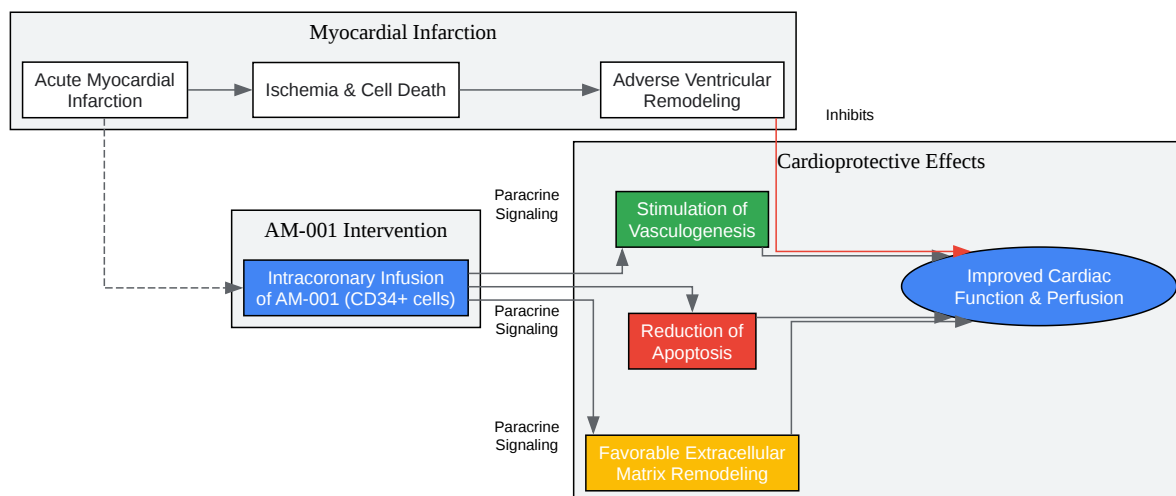 Myocardial Infarction
Acute Myocardial
Infarction
Ischemia & Cell Death
Adverse Ventricular
Remodeling
Inhibits
Cardioprotective Effects
Paracrine
Signaling
Stimulation of
Vasculogenesis
AM-001 Intervention
Intracoronary Infusion
of AM-001 (CD34+ cells)
Improved Cardiac
Function & Perfusion
Paracrine
Signaling
Reduction of
Apoptosis
Paracrine
Signaling
Favorable Extracellular
Matrix Remodeling